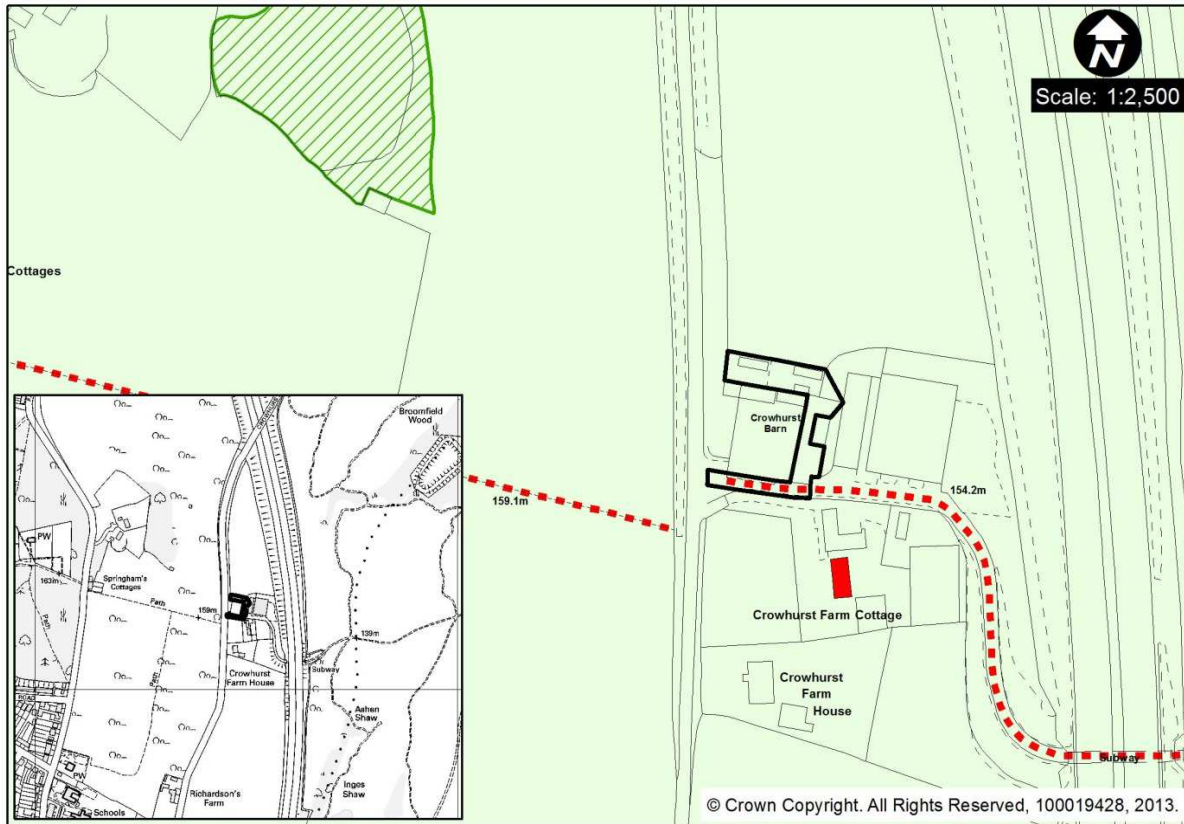 N
Scale: 1:2,500
Cottages
Crowhurst
Barn
159.1m
154.2m
Crowhurst Farm Cottage
Crowhurst
Farm
House
Subway
Broomfield
Wood
PW
163m
Springham's
Cottages
Path
159m
Path
Path
139m
Subway
Crowhurst
Farm House
Ashen
Shaw
ROAD
Inges
Shaw
PW
Richardson's
Farm
Schools
© Crown Copyright. All Rights Reserved, 100019428, 2013.